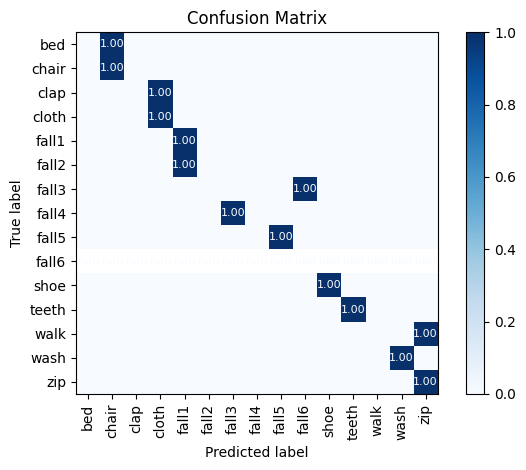 Confusion Matrix
True label
bed 1.00
chair 1.00
clap 1.00
cloth 1.00
fall1 1.00
fall2 1.00
fall3 1.00
fall4 1.00
fall5 1.00
fall6
shoe 1.00
teeth 1.00
walk 1.00
wash 1.00
zip 1.00
bed chair clap cloth fall1 fall2 fall3 fall4 fall5 fall6 shoe teeth walk wash zip
Predicted label
1.0
0.8
0.6
0.4
0.2
0.0